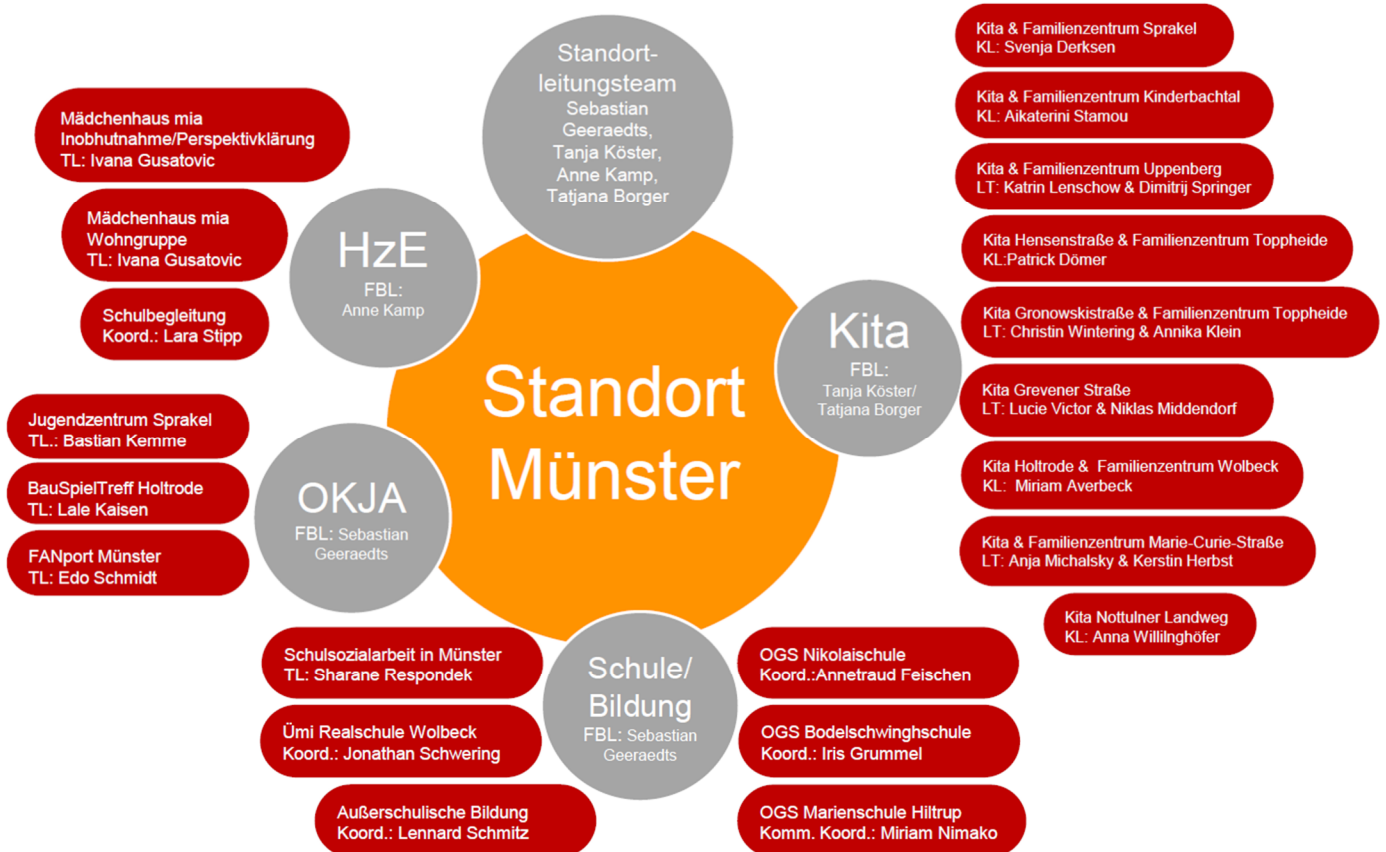 Standort-
leitungsteam
Sebastian
Geeraedts,
Tanja Köster,
Anne Kamp,
Tatjana Borger
Mädchenhaus mia
Inobhutnahme/Perspektivklärung
TL: Ivana Gusatovic
Mädchenhaus mia
Wohngruppe
TL: Ivana Gusatovic
Schulbegleitung
Koord.: Lara Stipp
HzE
FBL:
Anne Kamp
Standort
Münster
Kita
FBL:
Tanja Köster/
Tatjana Borger
Kita & Familienzentrum Sprakel
KL: Svenja Derksen
Kita & Familienzentrum Kinderbachtal
KL: Aikaterini Stamou
Kita & Familienzentrum Uppenberg
LT: Katrin Lenschow & Dimitrij Springer
Kita Hensenstraße & Familienzentrum Toppheide
KL:Patrick Dömer
Kita Gronowskistraße & Familienzentrum Toppheide
LT: Christin Wintering & Annika Klein
Kita Grevener Straße
LT: Lucie Victor & Niklas Middendorf
Kita Holtrode & Familienzentrum Wolbeck
KL: Miriam Averbeck
Kita & Familienzentrum Marie-Curie-Straße
LT: Anja Michalsky & Kerstin Herbst
Kita Nottulner Landweg
KL: Anna Willilnghöfer
Jugendzentrum Sprakel
TL.: Bastian Kemme
BauSpielTreff Holtrode
TL: Lale Kaisen
FANport Münster
TL: Edo Schmidt
OKJA
FBL: Sebastian
Geeraedts
Schulsozialarbeit in Münster
TL: Sharane Respondek
Ümi Realschule Wolbeck
Koord.: Jonathan Schwering
Außerschulische Bildung
Koord.: Lennard Schmitz
Schule/
Bildung
FBL: Sebastian
Geeraedts
OGS Nikolaischule
Koord.:Annetraud Feischen
OGS Bodelschwinghschule
Koord.: Iris Grummel
OGS Marienschule Hiltrup
Komm. Koord.: Miriam Nimako